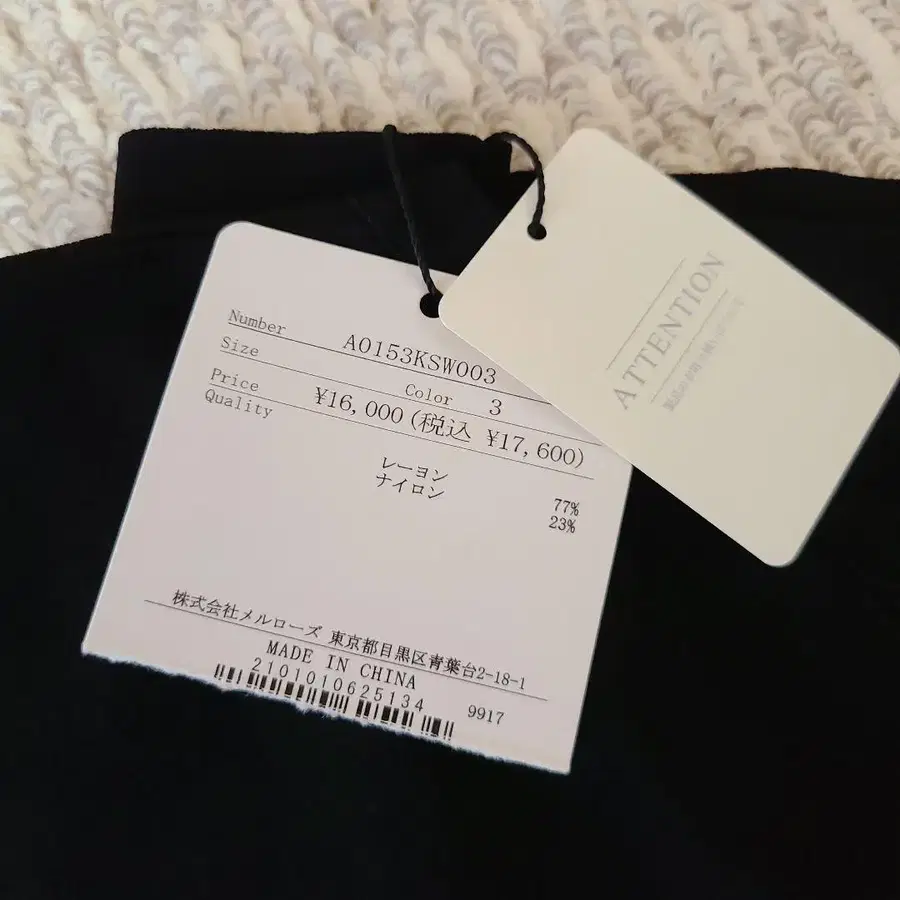 Number A0153KSW003
Size Color 3
Price ¥16,000(税込 ¥17,600)
Quality
レーヨン 77%
ナイロン 23%
株式会社メルローズ 東京都目黒区青葉台2-18-1
MADE IN CHINA
2101010625134 9917
ATTENTION